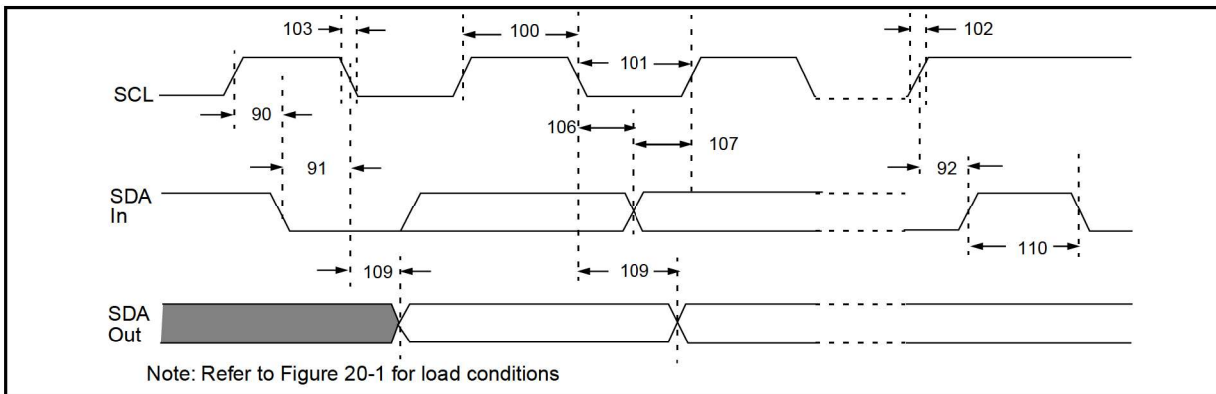 103
100
102
101
SCL
90
106
107
91
92
SDA
In
110
109
109
SDA
Out
Note: Refer to Figure 20-1 for load conditions